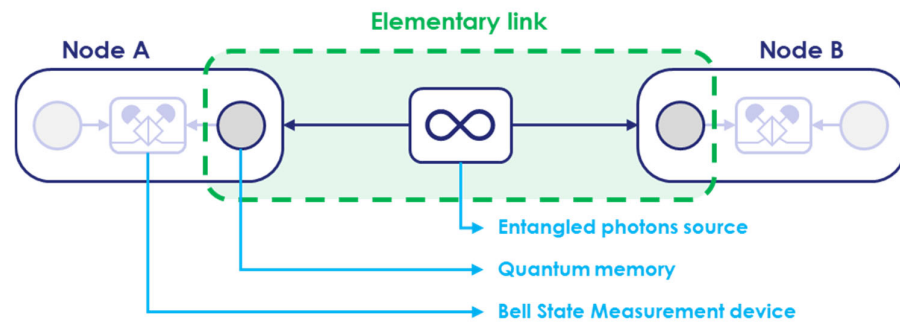 Elementary link
Node A
Node B
Entangled photons source
Quantum memory
Bell State Measurement device